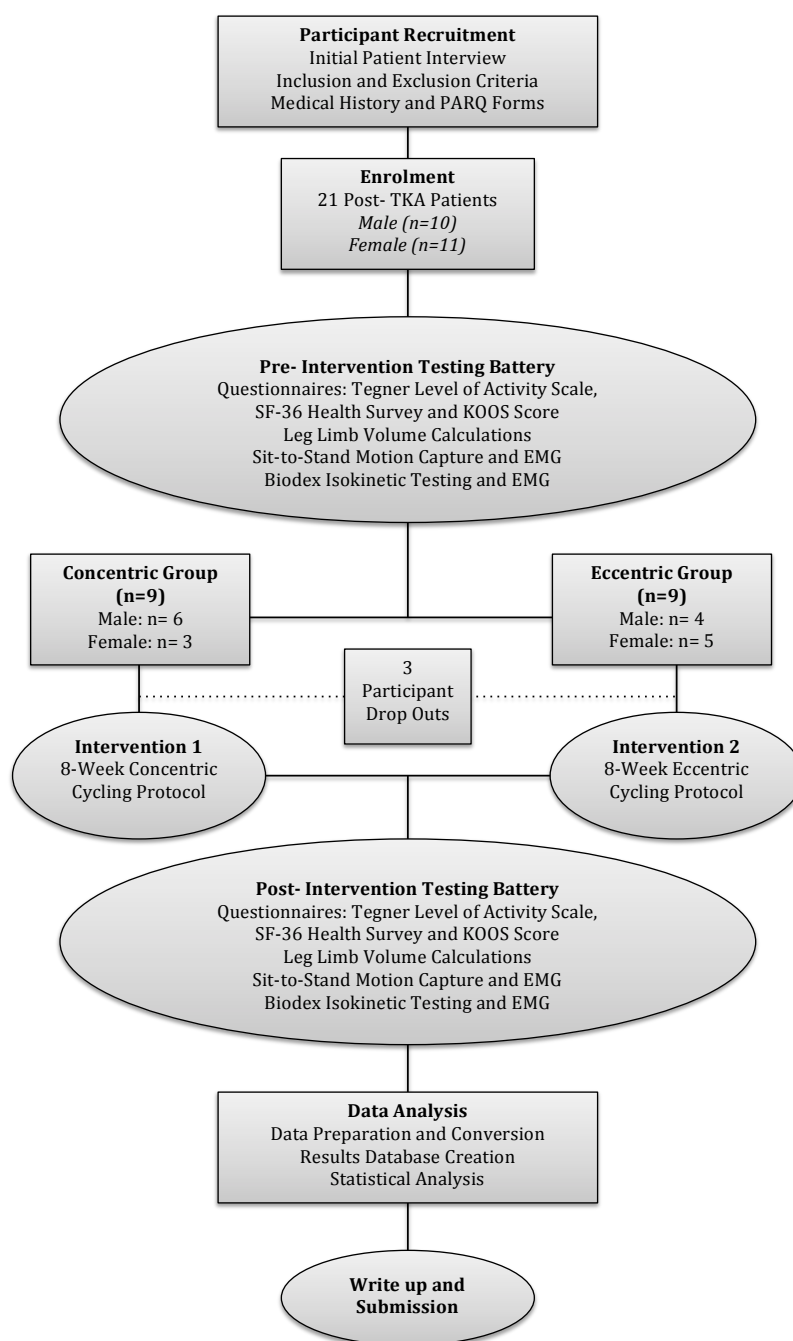 Participant Recruitment
Initial Patient Interview
Inclusion and Exclusion Criteria
Medical History and PARQ Forms
Enrolment
21 Post- TKA Patients
Male (n=10)
Female (n=11)
Pre- Intervention Testing Battery
Questionnaires: Tegner Level of Activity Scale,
SF-36 Health Survey and KOOS Score
Leg Limb Volume Calculations
Sit-to-Stand Motion Capture and EMG
Biodex Isokinetic Testing and EMG
Concentric Group
(n=9)
Male: n= 6
Female: n= 3
Eccentric Group
(n=9)
Male: n= 4
Female: n= 5
3
Participant
Drop Outs
Intervention 1
8-Week Concentric
Cycling Protocol
Intervention 2
8-Week Eccentric
Cycling Protocol
Post- Intervention Testing Battery
Questionnaires: Tegner Level of Activity Scale,
SF-36 Health Survey and KOOS Score
Leg Limb Volume Calculations
Sit-to-Stand Motion Capture and EMG
Biodex Isokinetic Testing and EMG
Data Analysis
Data Preparation and Conversion
Results Database Creation
Statistical Analysis
Write up and
Submission